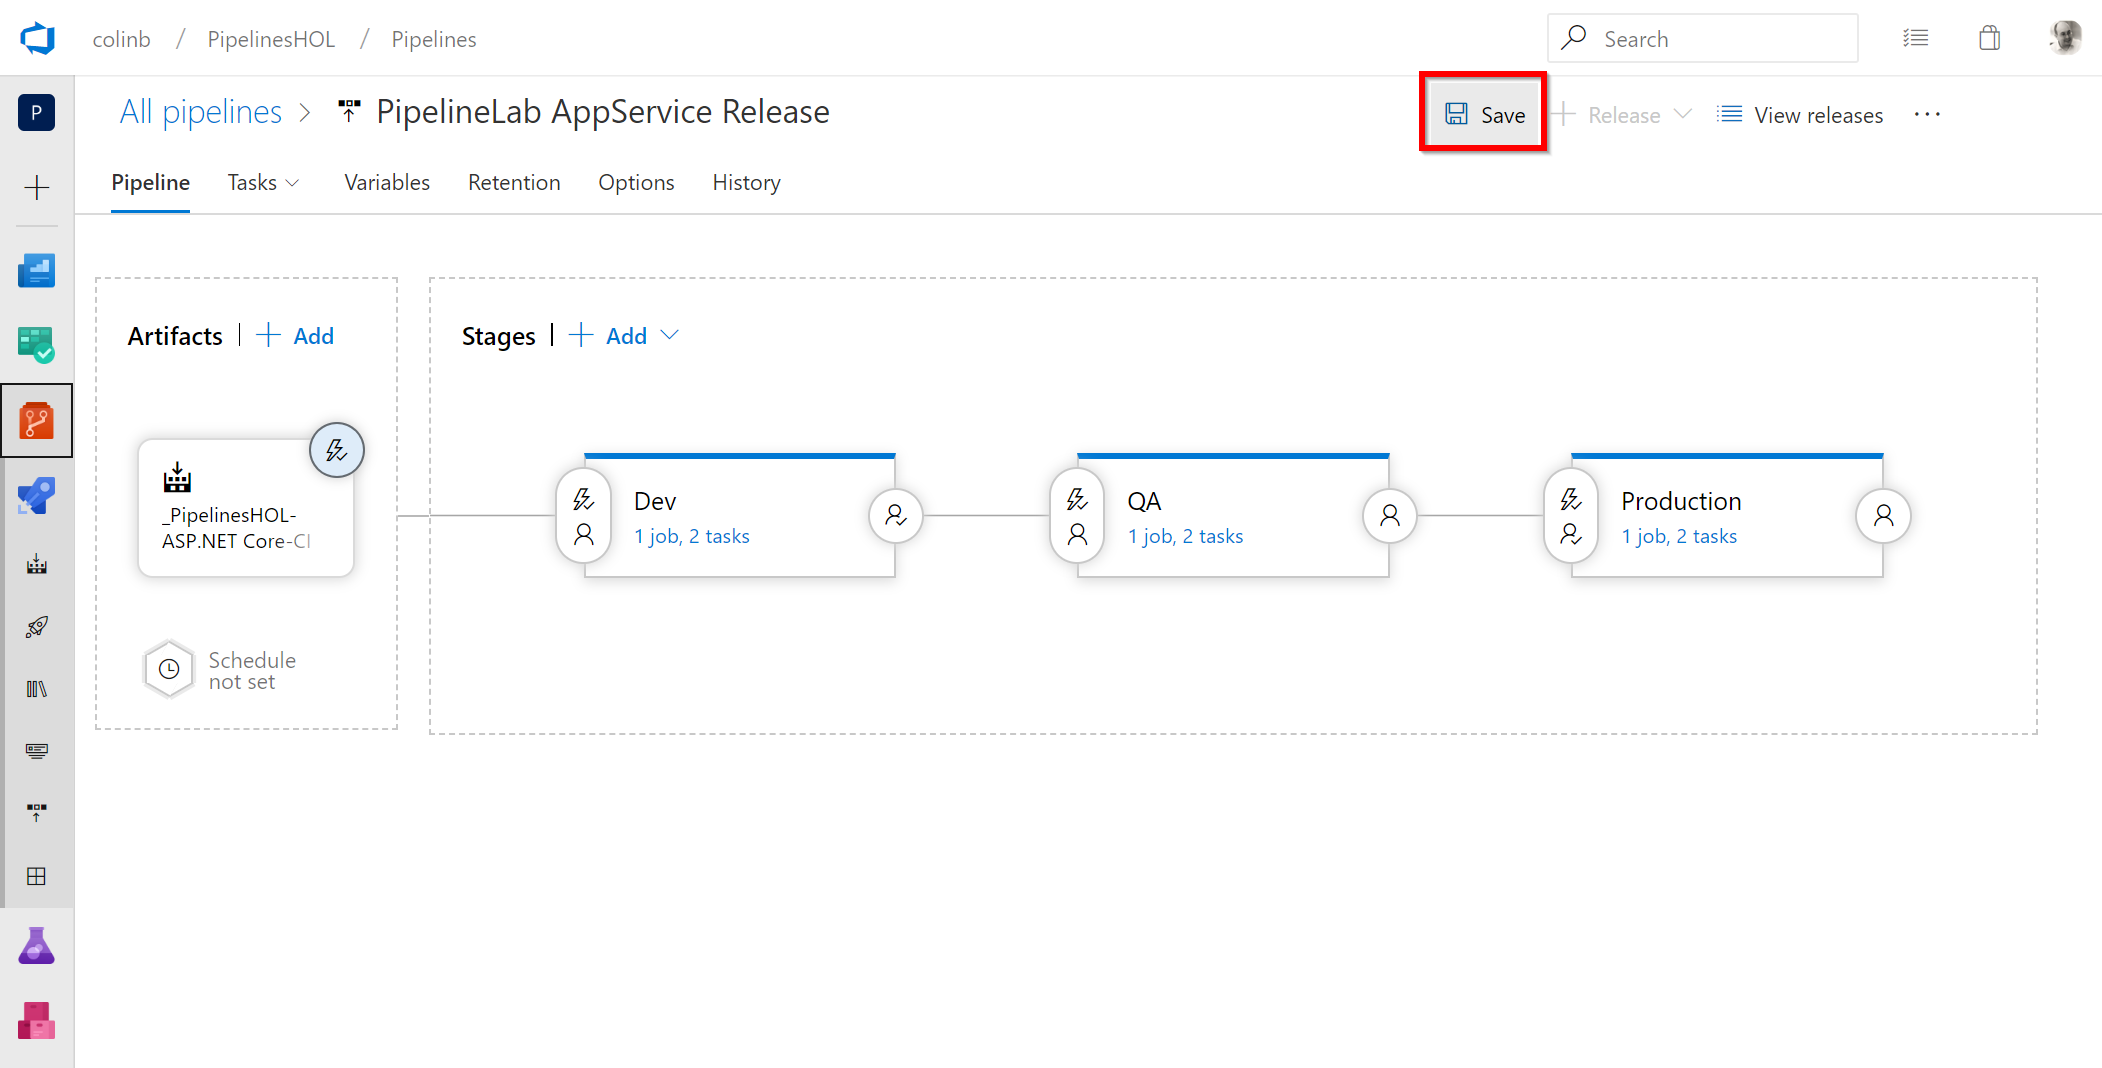 colinb / PipelinesHOL / Pipelines
Search
P
All pipelines > PipelineLab AppService Release
Save
Release
View releases
Pipeline
Tasks
Variables
Retention
Options
History
Artifacts | + Add
Stages | + Add
_PipelinesHOL-
ASP.NET Core-CI
Schedule
not set
Dev
1 job, 2 tasks
QA
1 job, 2 tasks
Production
1 job, 2 tasks